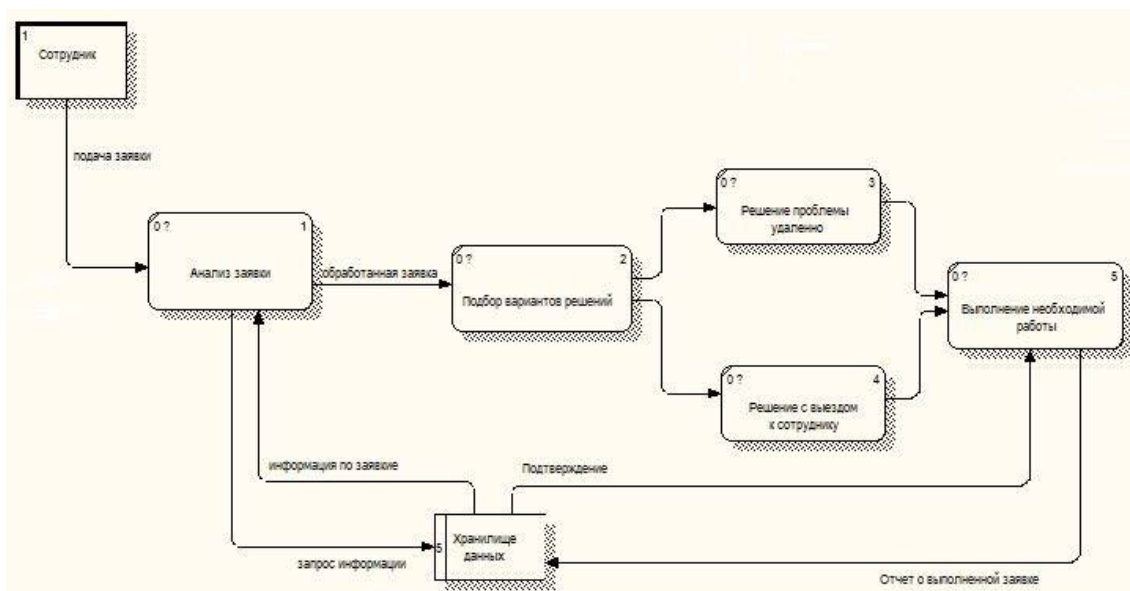 1
Сотрудник
подача заявки
0 ?
1
Анализ заявки
обработанная заявка
0 ?
2
Подбор вариантов решений
0 ?
3
Решение проблемы
удаленно
0 ?
4
Решение с выездом
к сотруднику
0 ?
5
Выполнение необходимой
работы
информация по заявкие
Подтверждение
5
Хранилище
данных
запрос информации
Отчет о выполненной заявке